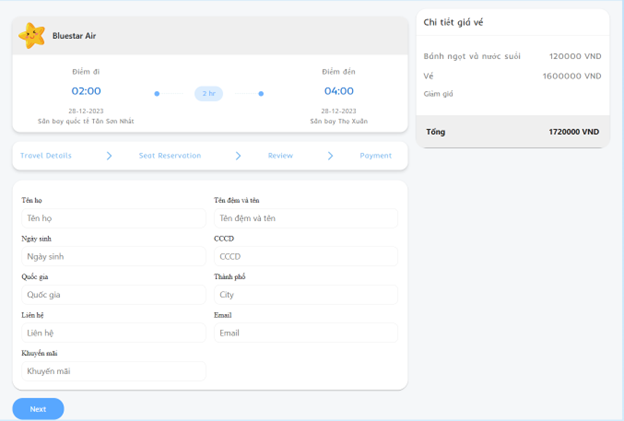 Bluestar Air
Điểm đi
02:00
28-12-2023
Sân bay quốc tế Tân Sơn Nhất
2 hr
Điểm đến
04:00
28-12-2023
Sân bay Thọ Xuân
Travel Details
Seat Reservation
Review
Payment
Tên họ
Tên họ
Tên đệm và tên
Tên đệm và tên
Ngày sinh
Ngày sinh
CCCD
CCCD
Quốc gia
Quốc gia
Thành phố
City
Liên hệ
Liên hệ
Email
Email
Khuyến mãi
Khuyến mãi
Next
Chi tiết giá vé
Bánh ngọt và nước suối 120000 VND
Vé 1600000 VND
Giảm giá
Tổng 1720000 VND